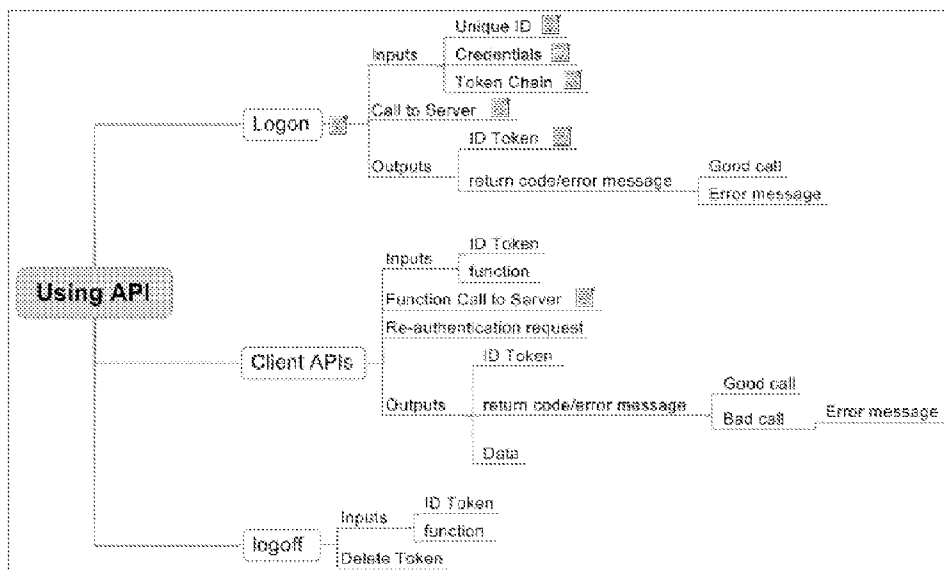 Using API
Logon
Inputs
Unique ID
Credentials
Token Chain
Call to Server
Outputs
ID Token
return code/error message
Good call
Error message
Client APIs
Inputs
ID Token
function
Function Call to Server
Re-authentication request
Outputs
ID Token
return code/error message
Good call
Bad call
Error message
Data
logoff
Inputs
ID Token
function
Delete Token